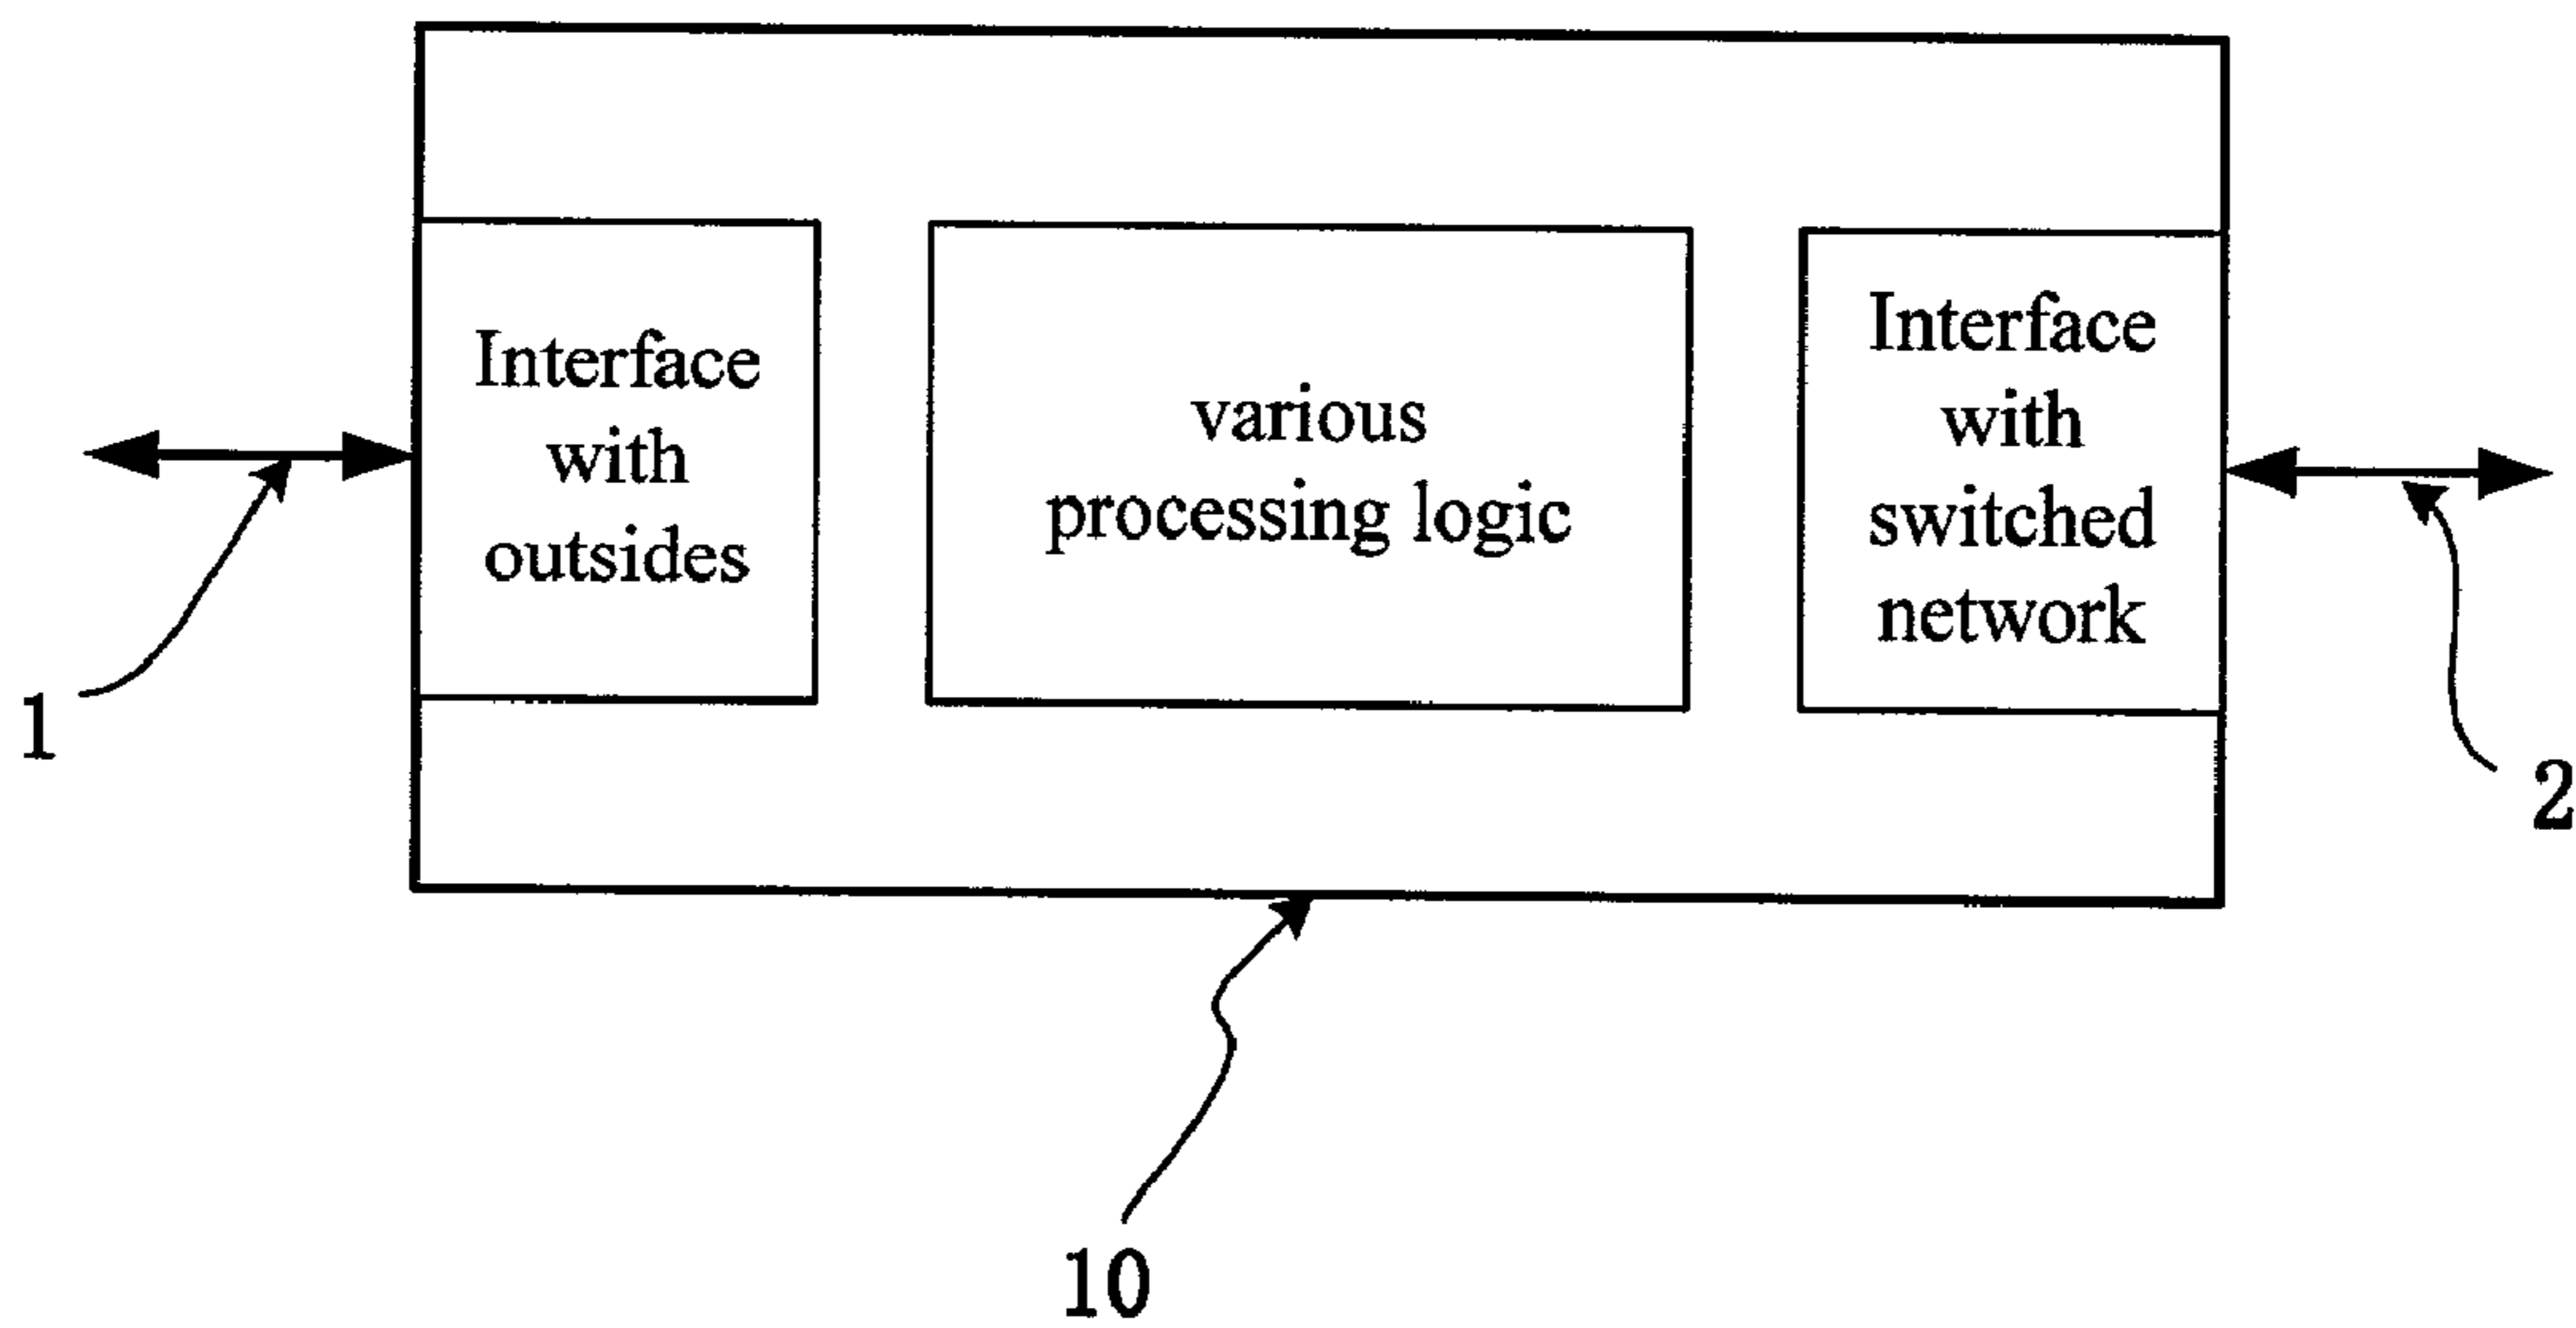 Interface
with
outsides
various
processing logic
Interface
with
switched
network
1
2
10